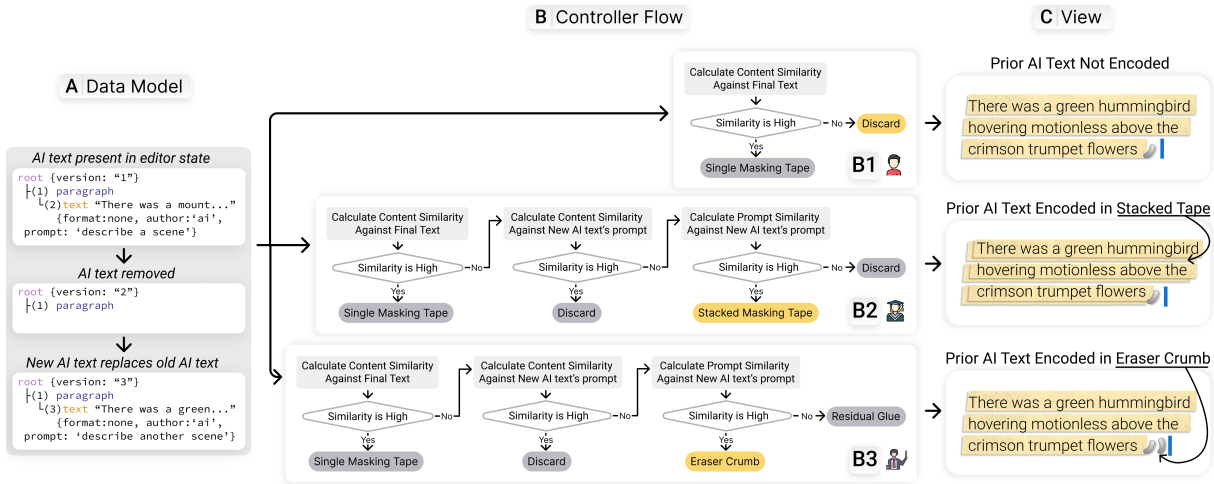 A Data Model
AI text present in editor state
root {version: “1”}
├(1) paragraph
└(2)text “There was a mount...”
{format:none, author:‘ai’,
prompt: ‘describe a scene’}
AI text removed
root {version: “2”}
├(1) paragraph
New AI text replaces old AI text
root {version: “3”}
├(1) paragraph
└(3)text “There was a green...”
{format:none, author:‘ai’,
prompt: ‘describe another scene’}
B Controller Flow
Calculate Content Similarity
Against Final Text
Similarity is High
No
Discard
Yes
Single Masking Tape
B1
Calculate Content Similarity
Against Final Text
Similarity is High
No
Yes
Single Masking Tape
Calculate Content Similarity
Against New AI text’s prompt
Similarity is High
No
Yes
Discard
Calculate Prompt Similarity
Against New AI text’s prompt
Similarity is High
No
Discard
Yes
Stacked Masking Tape
B2
Calculate Content Similarity
Against Final Text
Similarity is High
No
Yes
Single Masking Tape
Calculate Content Similarity
Against New AI text’s prompt
Similarity is High
No
Yes
Discard
Calculate Prompt Similarity
Against New AI text’s prompt
Similarity is High
No
Residual Glue
Yes
Eraser Crumb
B3
C View
Prior AI Text Not Encoded
There was a green hummingbird
hovering motionless above the
crimson trumpet flowers
Prior AI Text Encoded in Stacked Tape
There was a green hummingbird
hovering motionless above the
crimson trumpet flowers
Prior AI Text Encoded in Eraser Crumb
There was a green hummingbird
hovering motionless above the
crimson trumpet flowers